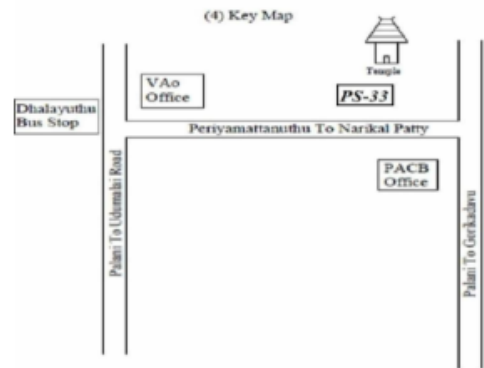 (4) Key Map
Temple
VAo
Office
PS-33
Dhalayuthu
Bus Stop
Periyamattanuthu To Narikal Patty
PACB
Office
Palani To Udumalai Road
Palani To Gorikadavu